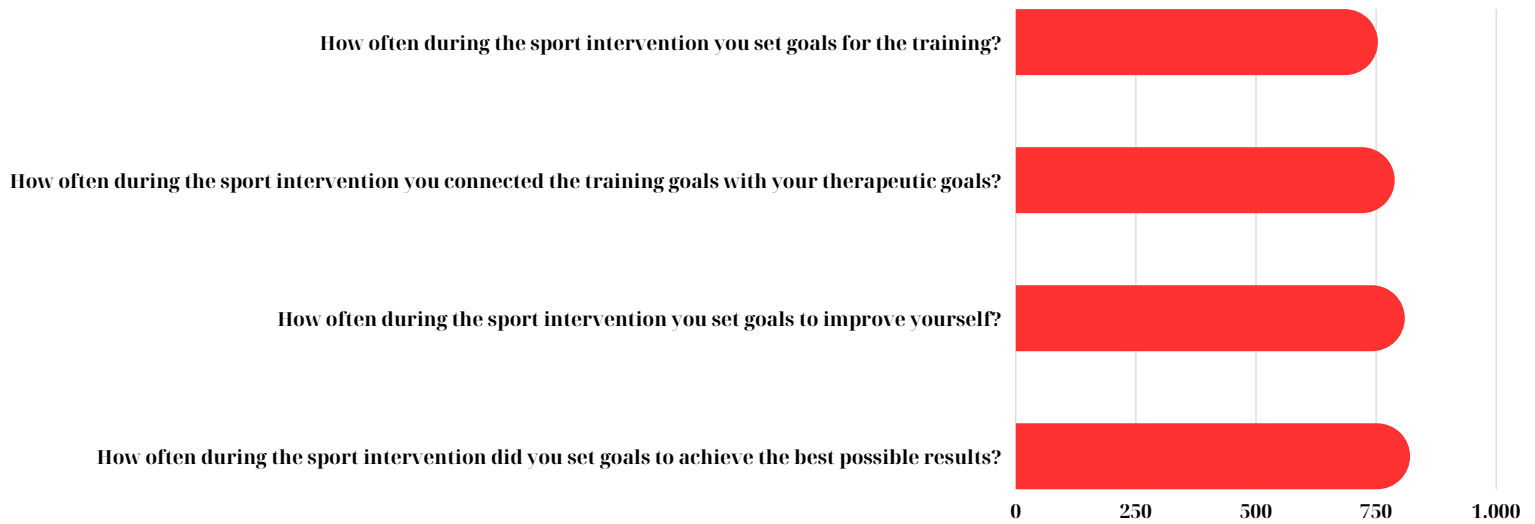 How often during the sport intervention you set goals for the training?
How often during the sport intervention you connected the training goals with your therapeutic goals?
How often during the sport intervention you set goals to improve yourself?
How often during the sport intervention did you set goals to achieve the best possible results?
0 250 500 750 1.000